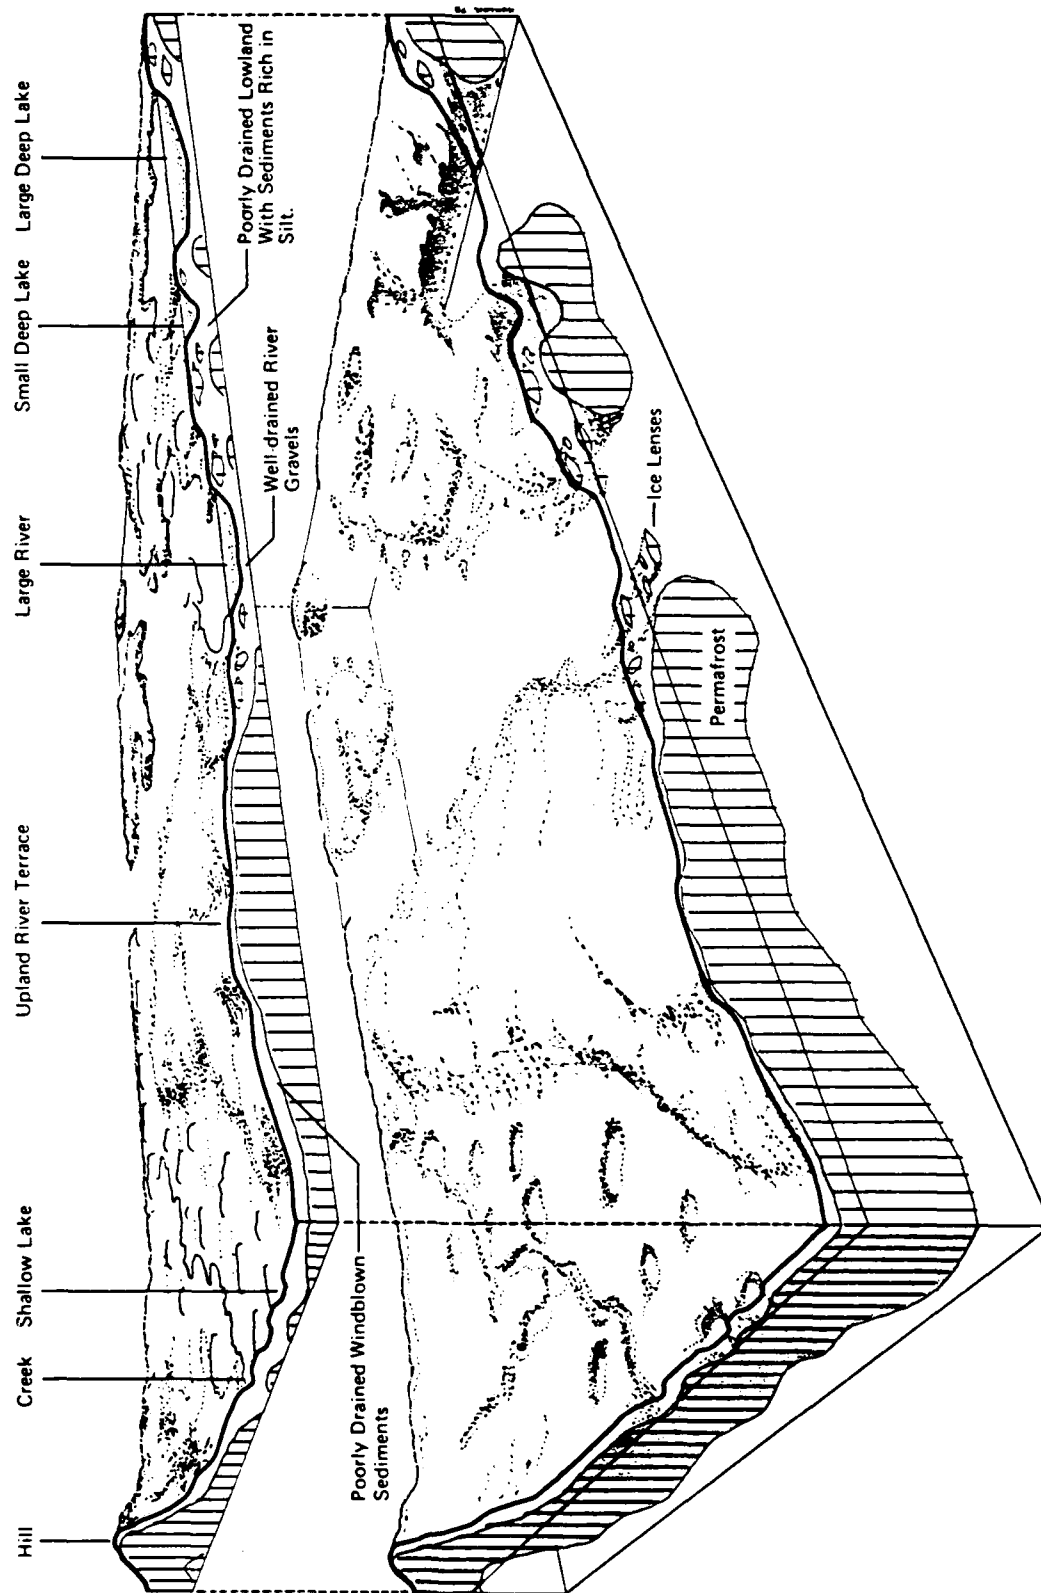 Hill
Creek
Shallow Lake
Upland River Terrace
Large River
Small Deep Lake
Large Deep Lake
Poorly Drained Lowland
With Sediments Rich in
Silt.
Well-drained River
Gravels
Poorly Drained Windblown
Sediments
Ice Lenses
Permafrost